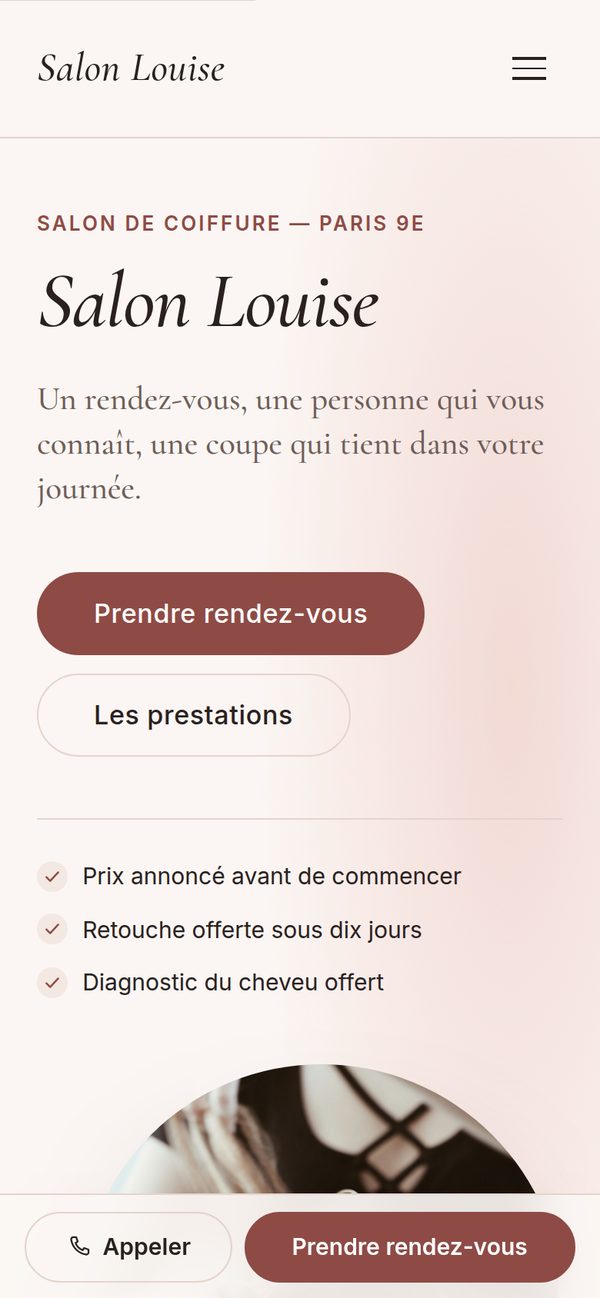 Salon Louise
SALON DE COIFFURE — PARIS 9E
Salon Louise
Un rendez-vous, une personne qui vous
connaît, une coupe qui tient dans votre
journée.
Prendre rendez-vous
Les prestations
Prix annoncé avant de commencer
Retouche offerte sous dix jours
Diagnostic du cheveu offert
Appeler
Prendre rendez-vous